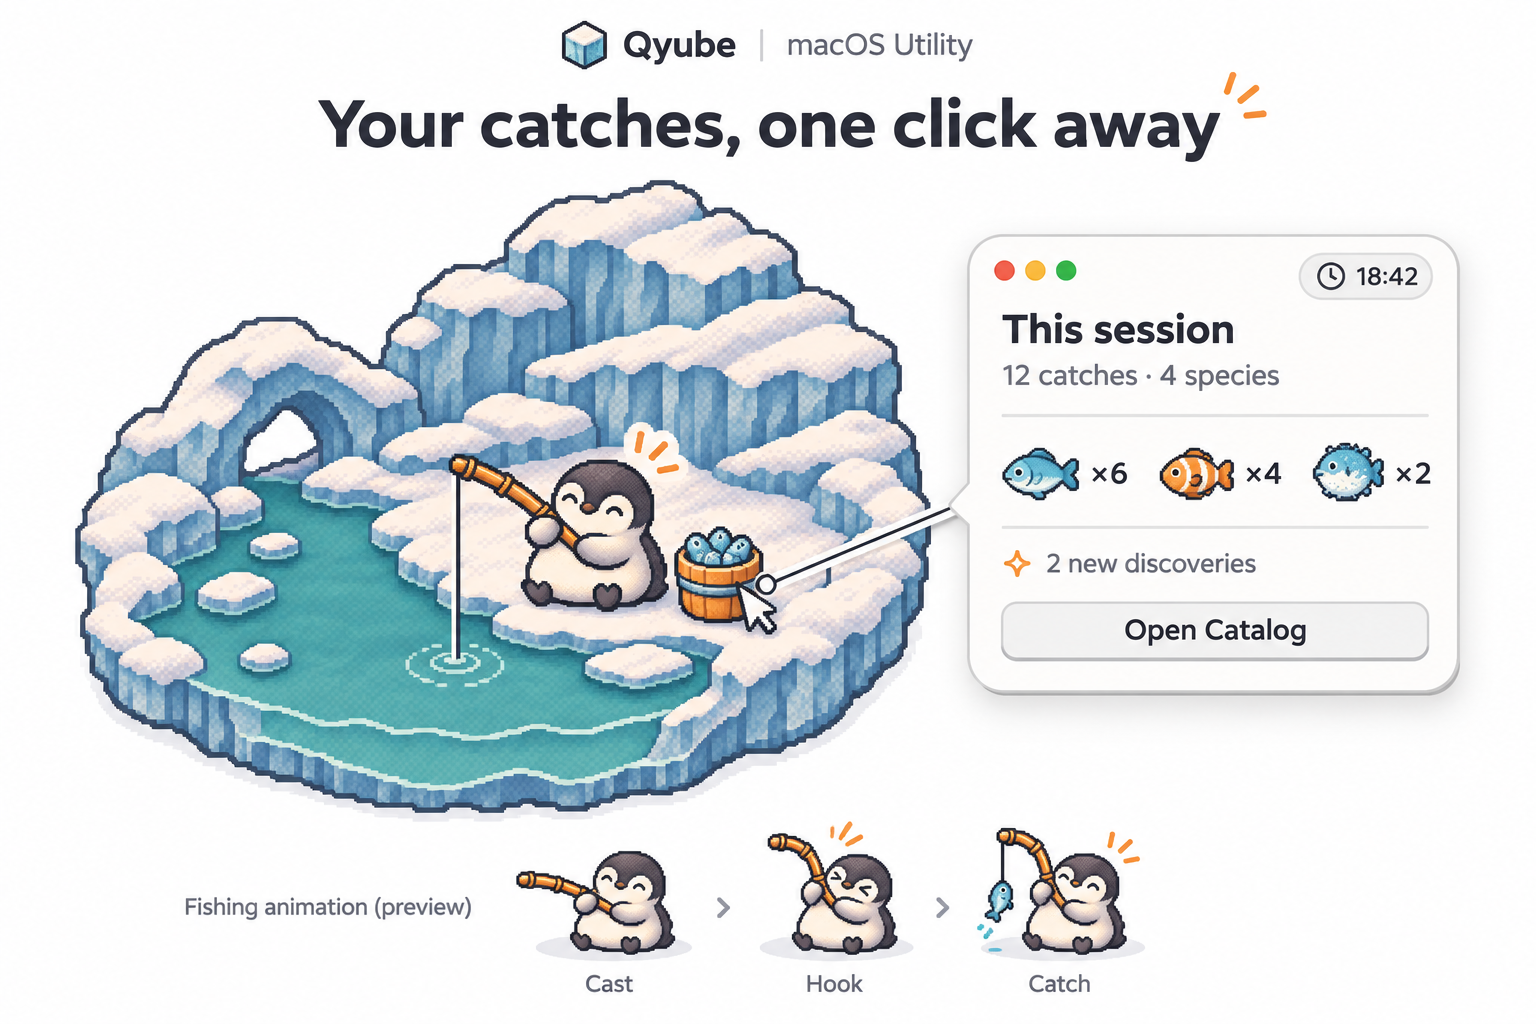 Qyube | macOS Utility
Your catches, one click away
18:42
This session
12 catches · 4 species
×6 ×4 ×2
2 new discoveries
Open Catalog
Fishing animation (preview)
Cast
Hook
Catch